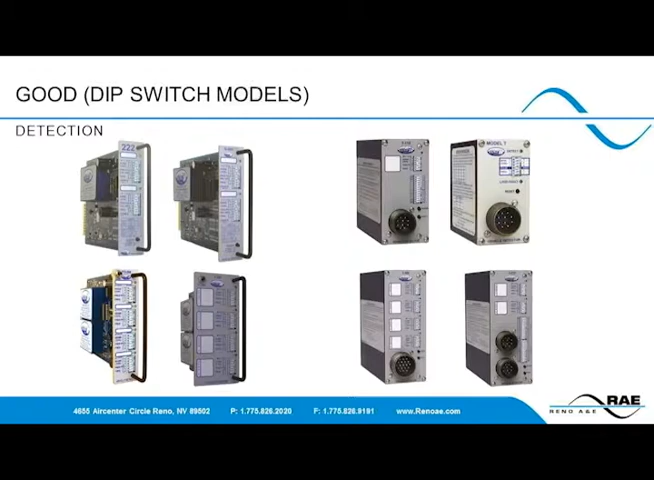 GOOD (DIP SWITCH MODELS)
DETECTION
222
MODEL T
RESET
4655 Aircenter Circle Reno, NV 89502 P: 1.775.826.2020 F: 1.775.826.9191 www.Renoae.com
RAE
RENO A&E